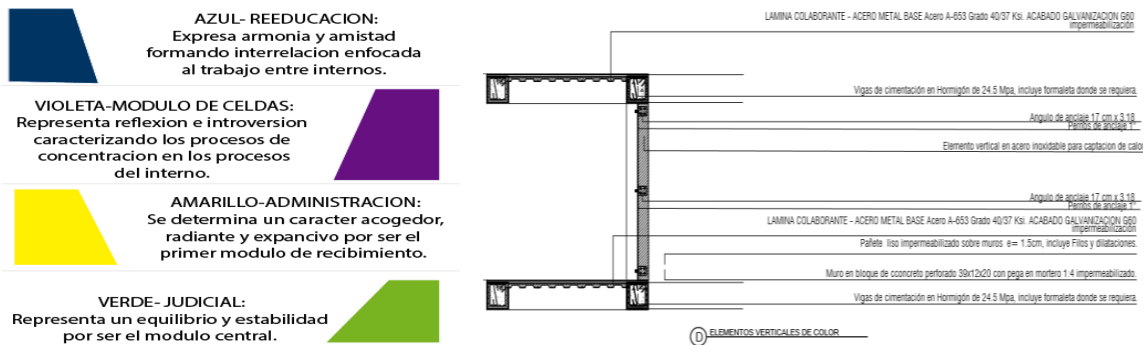 AZUL- REEDUCACION:
Expresa armonia y amistad
formando interrelacion enfocada
al trabajo entre internos.
VIOLETA-MODULO DE CELDAS:
Representa reflexion e introversion
caracterizando los procesos de
concentracion en los procesos
del interno.
AMARILLO-ADMINISTRACION:
Se determina un caracter acogedor,
radiante y expancivo por ser el
primer modulo de recibimiento.
VERDE- JUDICIAL:
Representa un equilibrio y estabilidad
por ser el modulo central.
LAMINA COLABORANTE - ACERO METAL BASE Acero A-653 Grado 40/37 Ksi. ACABADO GALVANIZACION G60
impermeabilización
Vigas de cimentación en Hormigón de 24.5 Mpa, incluye formaleta donde se requiera.
Angulo de anclaje 17 cm x 3.18
Pernos de anclaje 1"
Elemento vertical en acero inoxidable para captacion de calor
Angulo de anclaje 17 cm x 3.18
Pernos de anclaje 1"
LAMINA COLABORANTE - ACERO METAL BASE Acero A-653 Grado 40/37 Ksi. ACABADO GALVANIZACION G60
impermeabilización
Pañete liso impermeabilizado sobre muros e= 1.5cm, incluye Filos y dilataciones.
Muro en bloque de cconcreto perforado 39x12x20 con pega en mortero 1:4 impermeabilizado.
Vigas de cimentación en Hormigón de 24.5 Mpa, incluye formaleta donde se requiera.
D ELEMENTOS VERTICALES DE COLOR